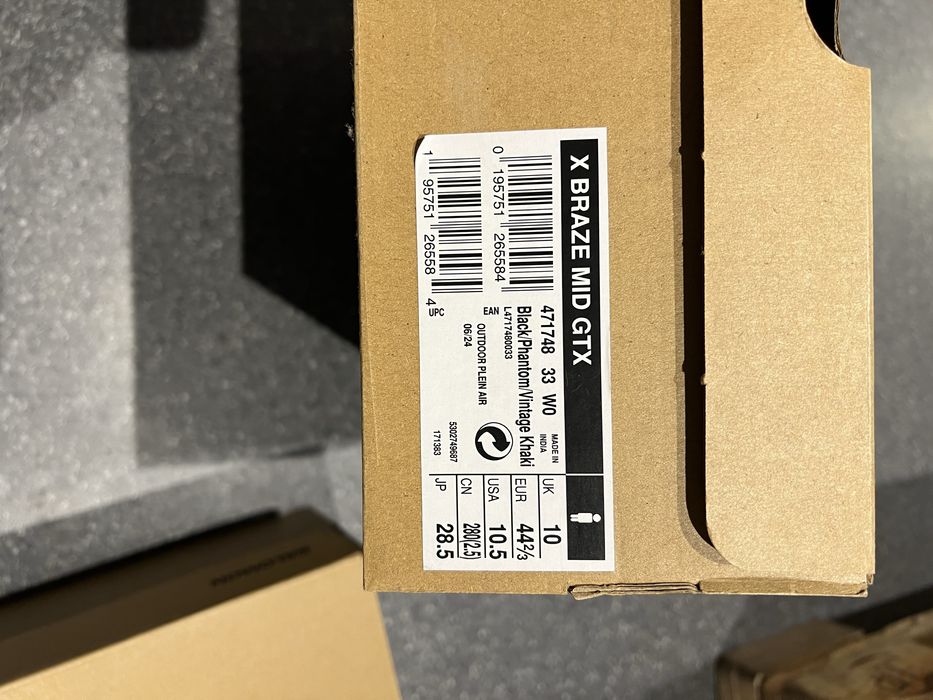 X BRAZE MID GTX
0 195751 265584
1 95751 26558 4
UPC
EAN
471748 33 W0
MADE IN
INDIA
Black/Phantom/Vintage Khaki
L4717480033
OUTDOOR PLEIN AIR
06/24
5302749687
171383
UK 10
EUR 44⅔
USA 10.5
CN 280(2.5)
JP 28.5